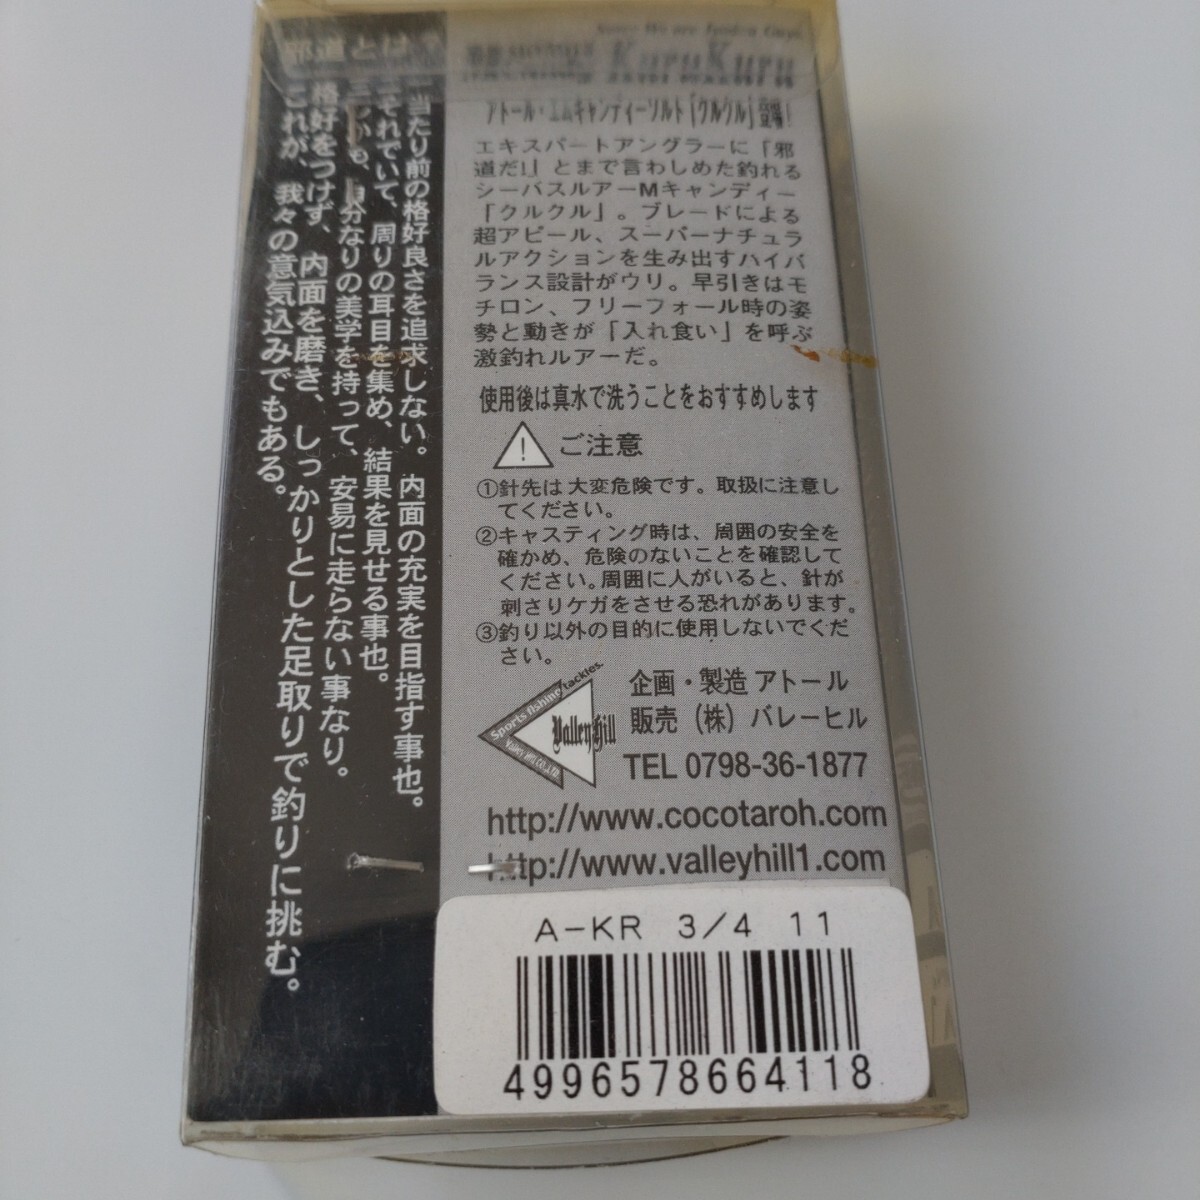 邪道とは
一当たり前の格好良さを追求しない。内面の充実を目指す事也。
二それでいて、周りの耳目を集め、結果を見せる事也。
自分なりの美学を持って、安易に走らない事なり。
格好をつけず、内面を磨き、しっかりとした足取りで釣りに挑む。
これが、我々の意気込みでもある。
KuruKuru
アトール・エムキャンディーソルト「クルクル」登場！
エキスパートアングラーに「邪
道だ!」とまで言わしめた釣れる
シーバスルアーMキャンディー
「クルクル」。ブレードによる
超アピール、スーパーナチュラ
ルアクションを生み出すハイバ
ランス設計がウリ。早引きはモ
チロン、フリーフォール時の姿
勢と動きが「入れ食い」を呼ぶ
激釣れルアーだ。
使用後は真水で洗うことをおすすめします
ご注意
①針先は大変危険です。取扱に注意し
てください。
②キャスティング時は、周囲の安全を
確かめ、危険のないことを確認して
ください。周囲に人がいると、針が
刺さりケガをさせる恐れがあります。
③釣り以外の目的に使用しないでくだ
さい。
Sports fishing tackles.
Valley Hill
VALLEY HILL CO.,LTD.
企画・製造 アトール
販売（株）バレーヒル
TEL 0798-36-1877
http://www.cocotaroh.com
http://www.valleyhill1.com
A-KR 3/4 11
4996578664118